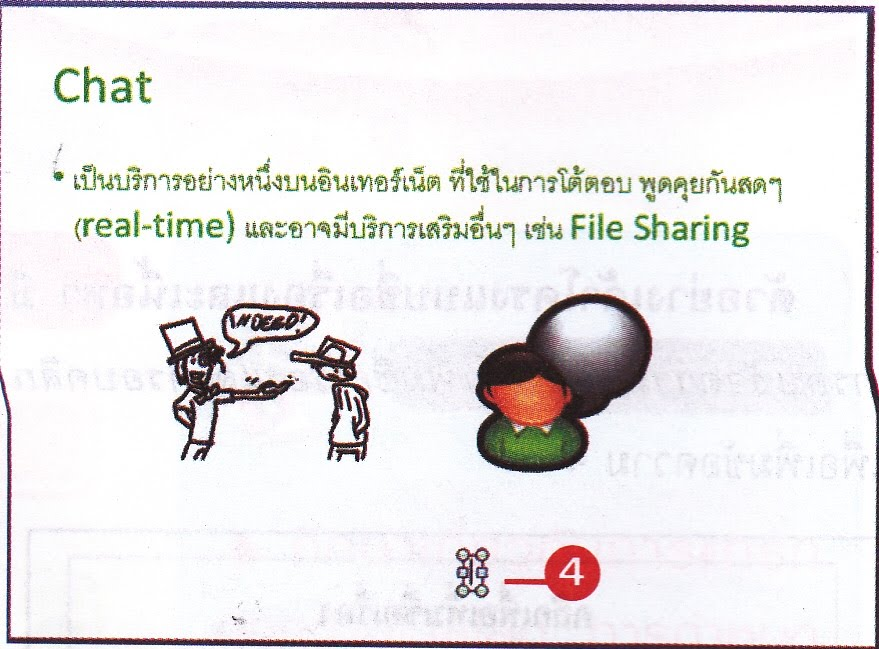 Chat
• เป็นบริการอย่างหนึ่งบนอินเทอร์เน็ต ที่ใช้ในการโต้ตอบ พูดคุยกันสดๆ
(real-time) และอาจมีบริการเสริมอื่นๆ เช่น File Sharing
INDEED!
4